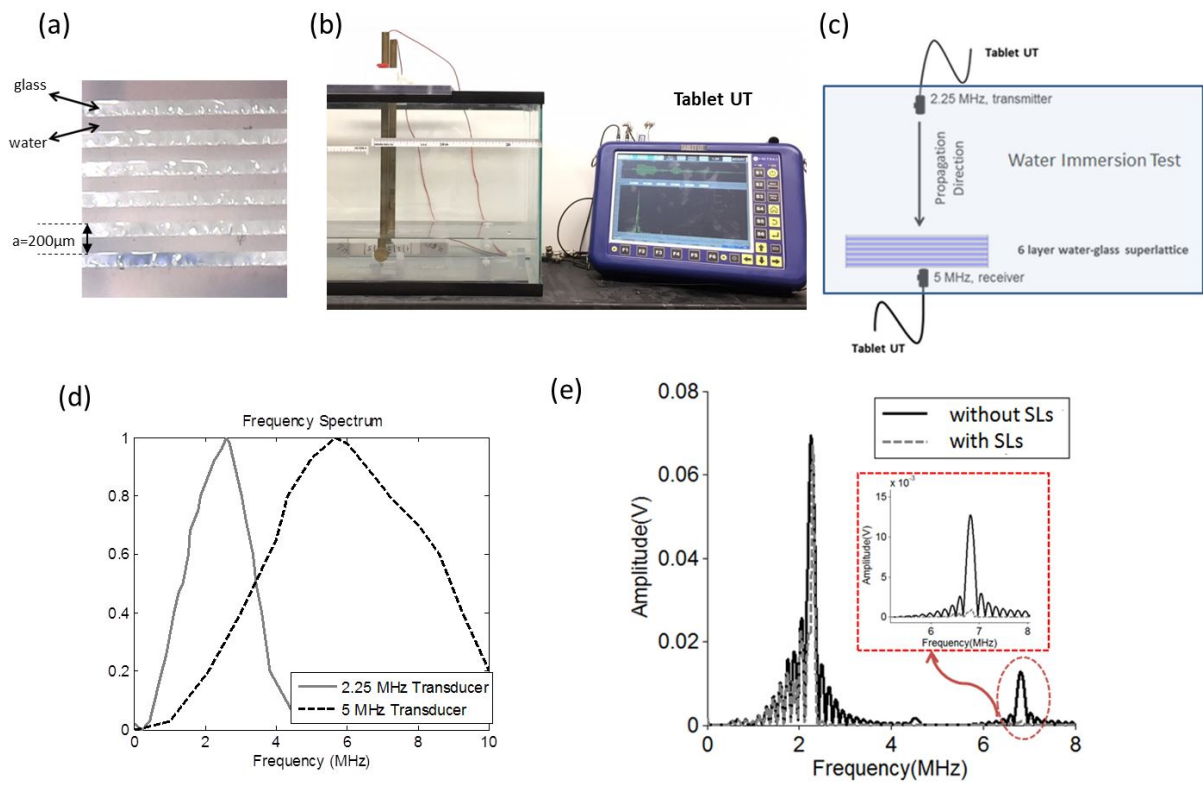 (a)
glass
water
a=200μm
(b)
Tablet UT
(c)
Tablet UT
2.25 MHz, transmitter
Propagation
Direction
Water Immersion Test
6 layer water-glass superlattice
5 MHz, receiver
Tablet UT
(d)
Frequency Spectrum
1
0.8
0.6
0.4
0.2
0
0 2 4 6 8 10
Frequency (MHz)
2.25 MHz Transducer
5 MHz Transducer
(e)
0.08
0.06
0.04
0.02
0
Amplitude(V)
0 2 4 6 8
Frequency(MHz)
without SLs
with SLs
x 10⁻³
15
10
5
0
Amplitude(V)
6 7 8
Frequency(MHz)